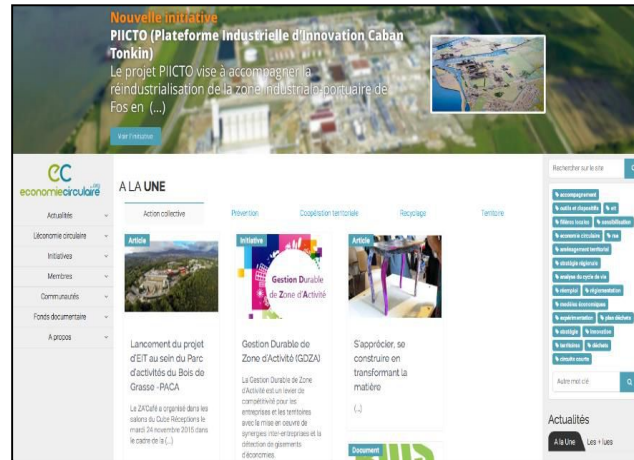 Nouvelle initiative
PIICTO (Plateforme Industrielle d'Innovation Caban
Tonkin)
Le projet PIICTO vise à accompagner la
réindustrialisation de la zone industrialo-portuaire de
Fos en (...)
Voir l'initiative
ec
economiecirculaire.org
Actualités
L'économie circulaire
Initiatives
Membres
Communautés
Fonds documentaire
A propos
A LA UNE
Action collective
Prévention
Coopération territoriale
Recyclage
Territoire
Article
Lancement du projet
d'EIT au sein du Parc
d'activités du Bois de
Grasse -PACA
Le ZA'Café a organisé dans les
salons du Cube Réceptions le
mardi 24 novembre 2015 dans
le cadre de la (...)
Initiative
Gestion Durable
de Zone d'Activité
Gestion Durable de
Zone d'Activité (GDZA)
La Gestion Durable de Zone
d'Activité est un levier de
compétitivité pour les
entreprises et les territoires
avec la mise en oeuvre de
synergies inter-entreprises et la
détection de gisements
d'économies.
Article
S'apprécier, se
construire en
transformant la
matière
(...)
Document
Rechercher sur le site
accompagnement
outils et dispositifs
eit
filières locales
sensibilisation
économie circulaire
rse
aménagement territorial
stratégie régionale
analyse du cycle de vie
réemploi
réglementation
modèles économiques
expérimentation
plan déchets
stratégie
innovation
territoires
déchets
circuits courts
Autre mot clé
Actualités
A la Une
Les + lues